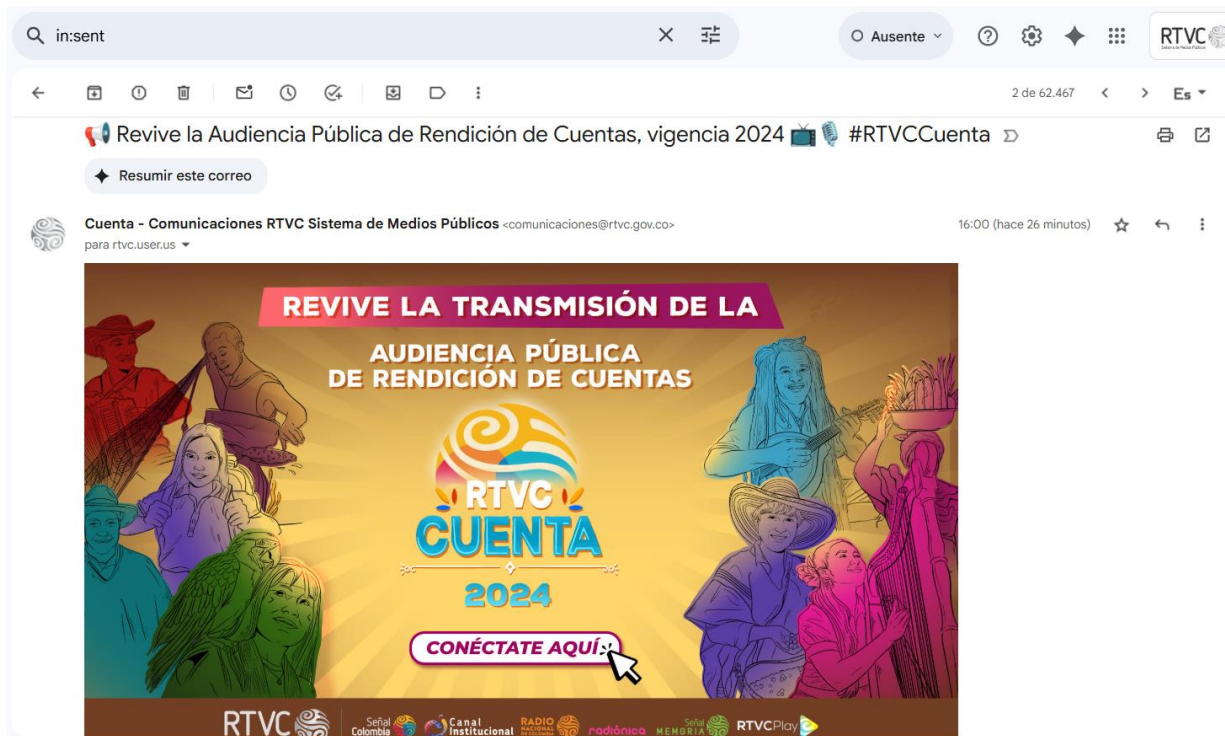 in:sent
Ausente
RTVC
2 de 62.467
Es
📢 Revive la Audiencia Pública de Rendición de Cuentas, vigencia 2024 📺🎙 #RTVCCuenta
Resumir este correo
Cuenta - Comunicaciones RTVC Sistema de Medios Públicos <comunicaciones@rtvc.gov.co>
16:00 (hace 26 minutos)
para rtvc.user.us
REVIVE LA TRANSMISIÓN DE LA
AUDIENCIA PÚBLICA
DE RENDICIÓN DE CUENTAS
RTVC
CUENTA
2024
CONÉCTATE AQUÍ
RTVC
Señal
Colombia
Canal
Institucional
RADIO
NACIONAL
DE COLOMBIA
radiónica
Señal
MEMORIA
RTVCPlay